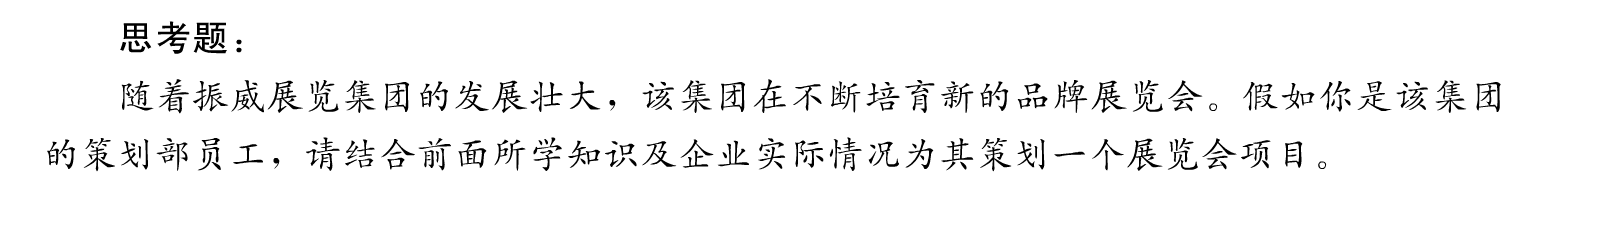 思考题：
随着振威展览集团的发展壮大，该集团在不断培育新的品牌展览会。假如你是该集团
的策划部员工，请结合前面所学知识及企业实际情况为其策划一个展览会项目。